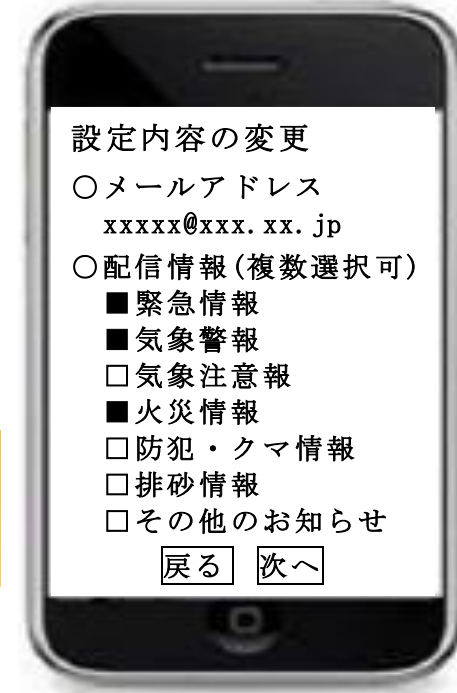 設定内容の変更
○メールアドレス
xxxxx@xxx.xx.jp
○配信情報(複数選択可)
■緊急情報
■気象警報
□気象注意報
■火災情報
□防犯・クマ情報
□排砂情報
□その他のお知らせ
戻る 次へ